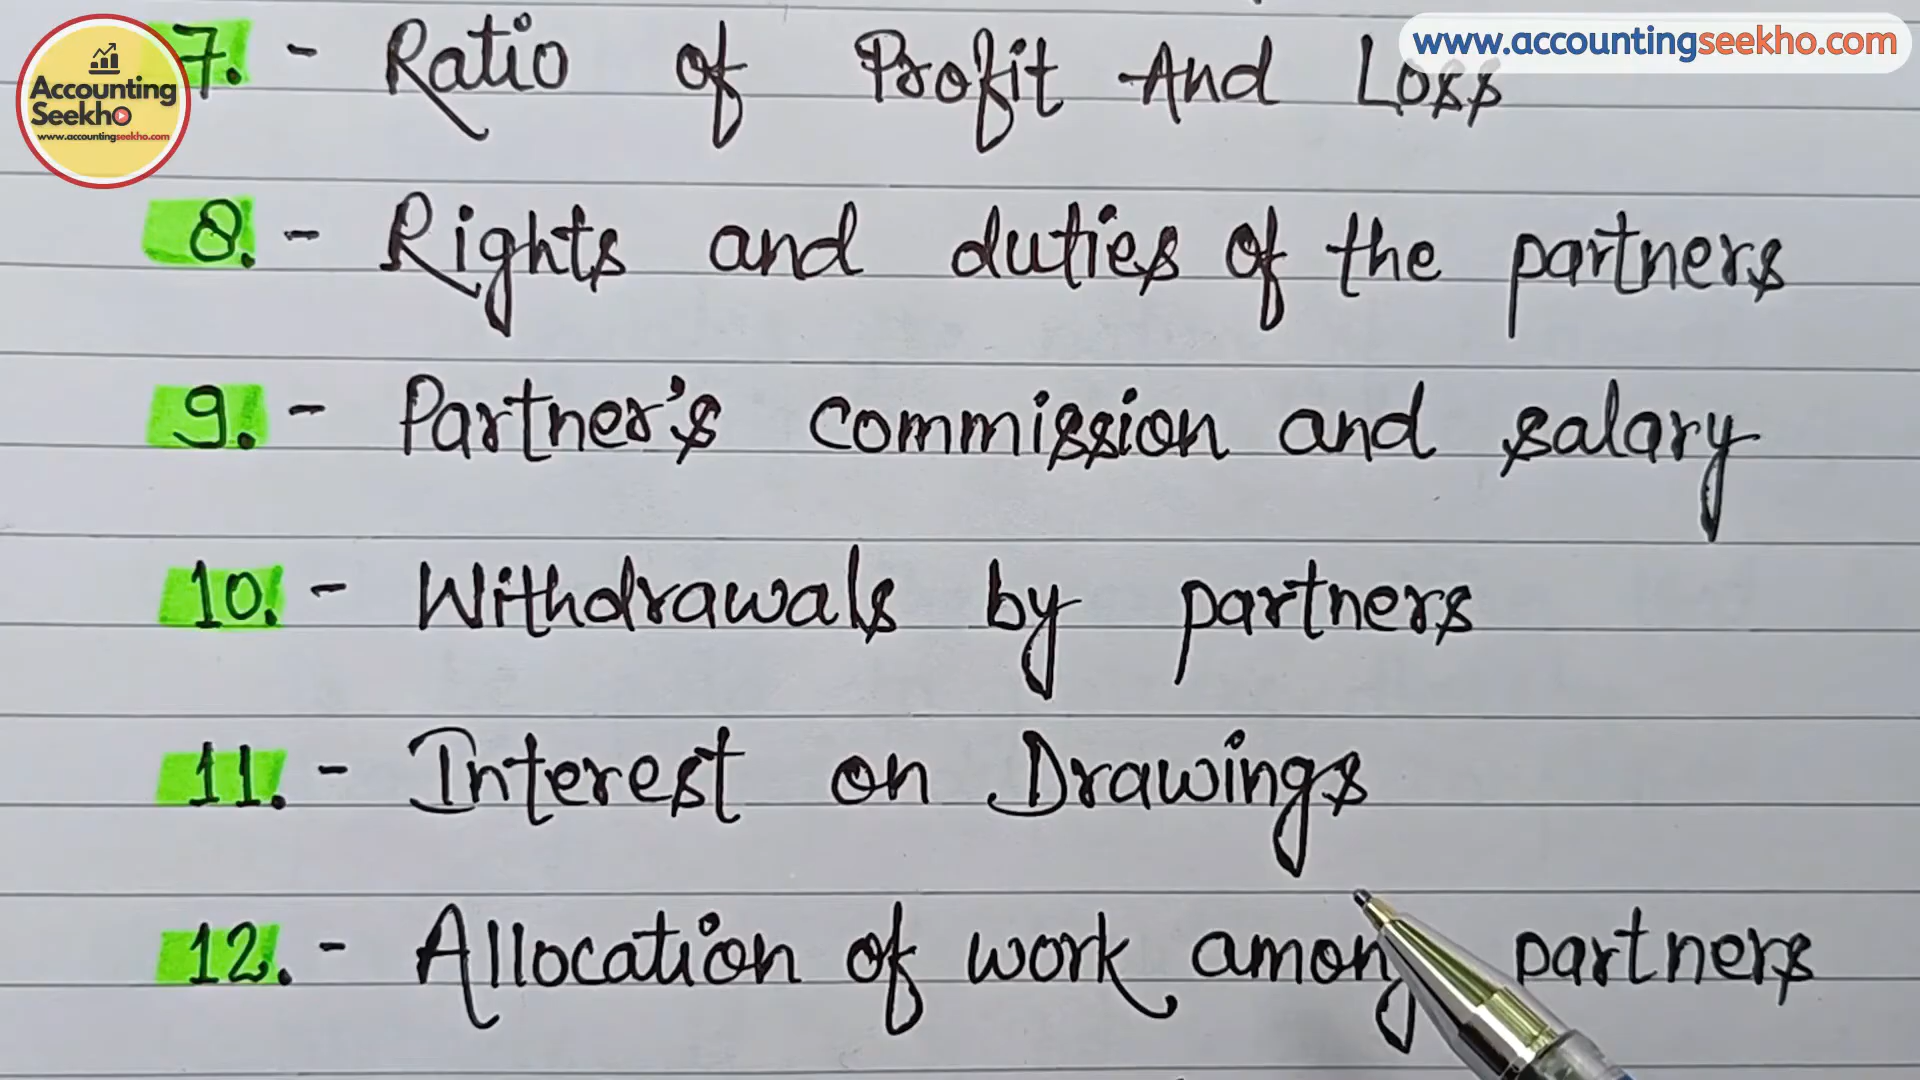 Accounting
Seekho
www.accountingseekho.com
www.accountingseekho.com
7. - Ratio of Profit And Loss
8. - Rights and duties of the partners
9. - Partner's commission and salary
10. - Withdrawals by partners
11. - Interest on Drawings
12. - Allocation of work among partners